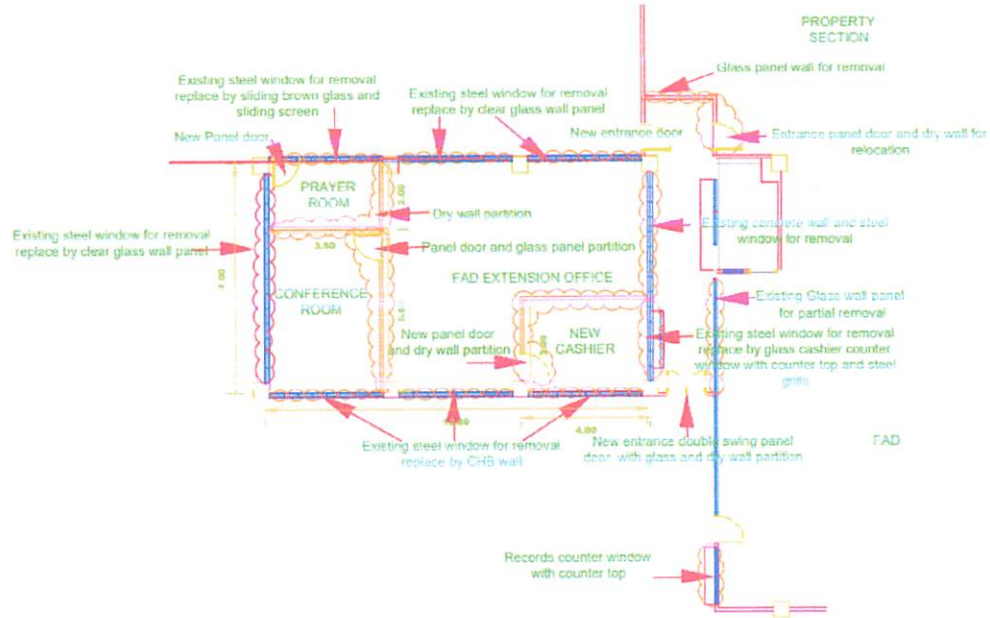 PROPERTY
SECTION
Glass panel wall for removal
Existing steel window for removal
replace by sliding brown glass and
sliding screen
Existing steel window for removal
replace by clear glass wall panel
New Panel door
New entrance door
Entrance panel door and dry wall for
relocation
PRAYER
ROOM
2.00
Dry wall partition
Existing concrete wall and steel
window for removal
Existing steel window for removal
replace by clear glass wall panel
3.50
Panel door and glass panel partition
7.00
FAD EXTENSION OFFICE
CONFERENCE
ROOM
Existing Glass wall panel
for partial removal
New panel door
and dry wall partition
NEW
CASHIER
3.00
Existing steel window for removal
replace by glass cashier counter
window with counter top and steel
grills
4.00
Existing steel window for removal
replace by CHB wall
New entrance double swing panel
door with glass and dry wall partition
FAD
Records counter window
with counter top